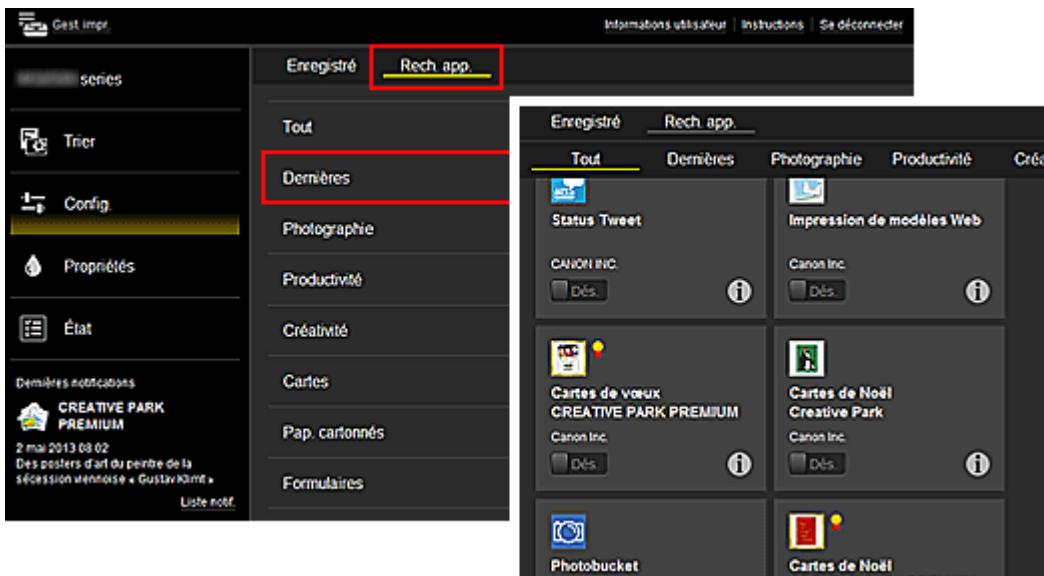 Gest. impr.
Informations utilisateur
Instructions
Se déconnecter
series
Trier
Config.
Propriétés
État
Dernières notifications
CREATIVE PARK
PREMIUM
2 mai 2013 08:02
Des posters d'art du peintre de la
sécession viennoise « Gustav Klimt »
Liste notif.
Enregistré
Rech. app.
Tout
Dernières
Photographie
Productivité
Créativité
Cartes
Pap. cartonnés
Formulaires
Enregistré
Rech. app.
Tout
Dernières
Photographie
Productivité
Créa
Status Tweet
CANON INC.
Dés.
Impression de modèles Web
Canon Inc.
Dés.
Cartes de vœux
CREATIVE PARK PREMIUM
Canon Inc.
Dés.
Cartes de Noël
Creative Park
Canon Inc.
Dés.
Photobucket
Cartes de Noël